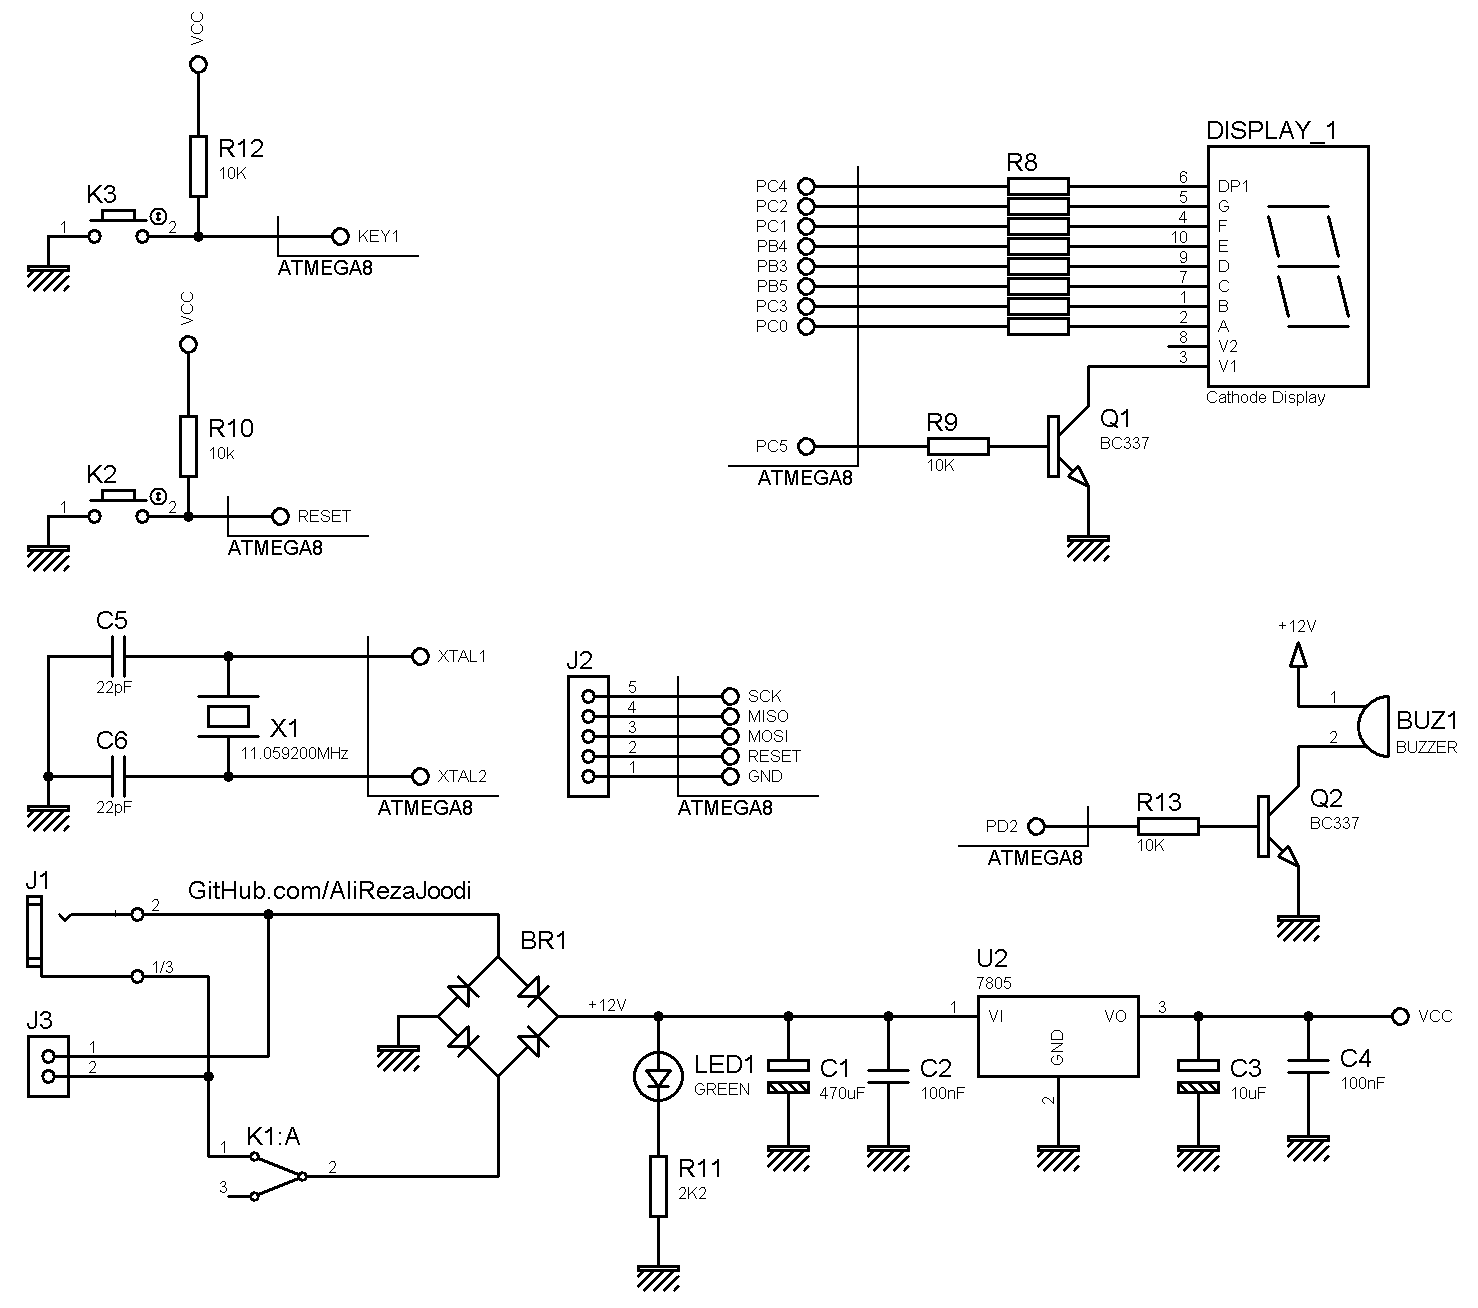 VCC
R12
10K
K3
1
2
KEY1
ATMEGA8
VCC
R10
10k
K2
1
2
RESET
ATMEGA8
DISPLAY_1
R8
PC4
6
DP1
PC2
5
G
PC1
4
F
PB4
10
E
PB3
9
D
PB5
7
C
PC3
1
B
PC0
2
A
8
V2
3
V1
Cathode Display
PC5
R9
10K
Q1
BC337
ATMEGA8
C5
22pF
XTAL1
X1
11.059200MHz
C6
22pF
XTAL2
ATMEGA8
J2
5
SCK
4
MISO
3
MOSI
2
RESET
1
GND
ATMEGA8
+12V
1
2
BUZ1
BUZZER
PD2
R13
10K
Q2
BC337
ATMEGA8
GitHub.com/AliRezaJoodi
J1
2
1/3
J3
1
2
K1:A
1
2
3
BR1
+12V
LED1
GREEN
R11
2K2
C1
470uF
C2
100nF
U2
7805
1
VI
VO
3
GND
2
C3
10uF
C4
100nF
VCC